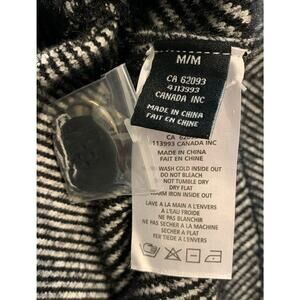 M/M
CA 62093
4113993
CANADA INC
MADE IN CHINA
FAIT EN CHINE
CA 62093
4113993 CANADA INC
MADE IN CHINA
FAIT EN CHINE
WASH COLD INSIDE OUT
DO NOT BLEACH
NOT TUMBLE DRY
DRY FLAT
WARM IRON INSIDE OUT
LAVE A LA MAIN A L'ENVERS
A L'EAU FROIDE
NE PAS BLANCHIR
NE PAS SECHER A LA MACHINE
SECHER A PLAT
FER TIEDE A L'ENVERS